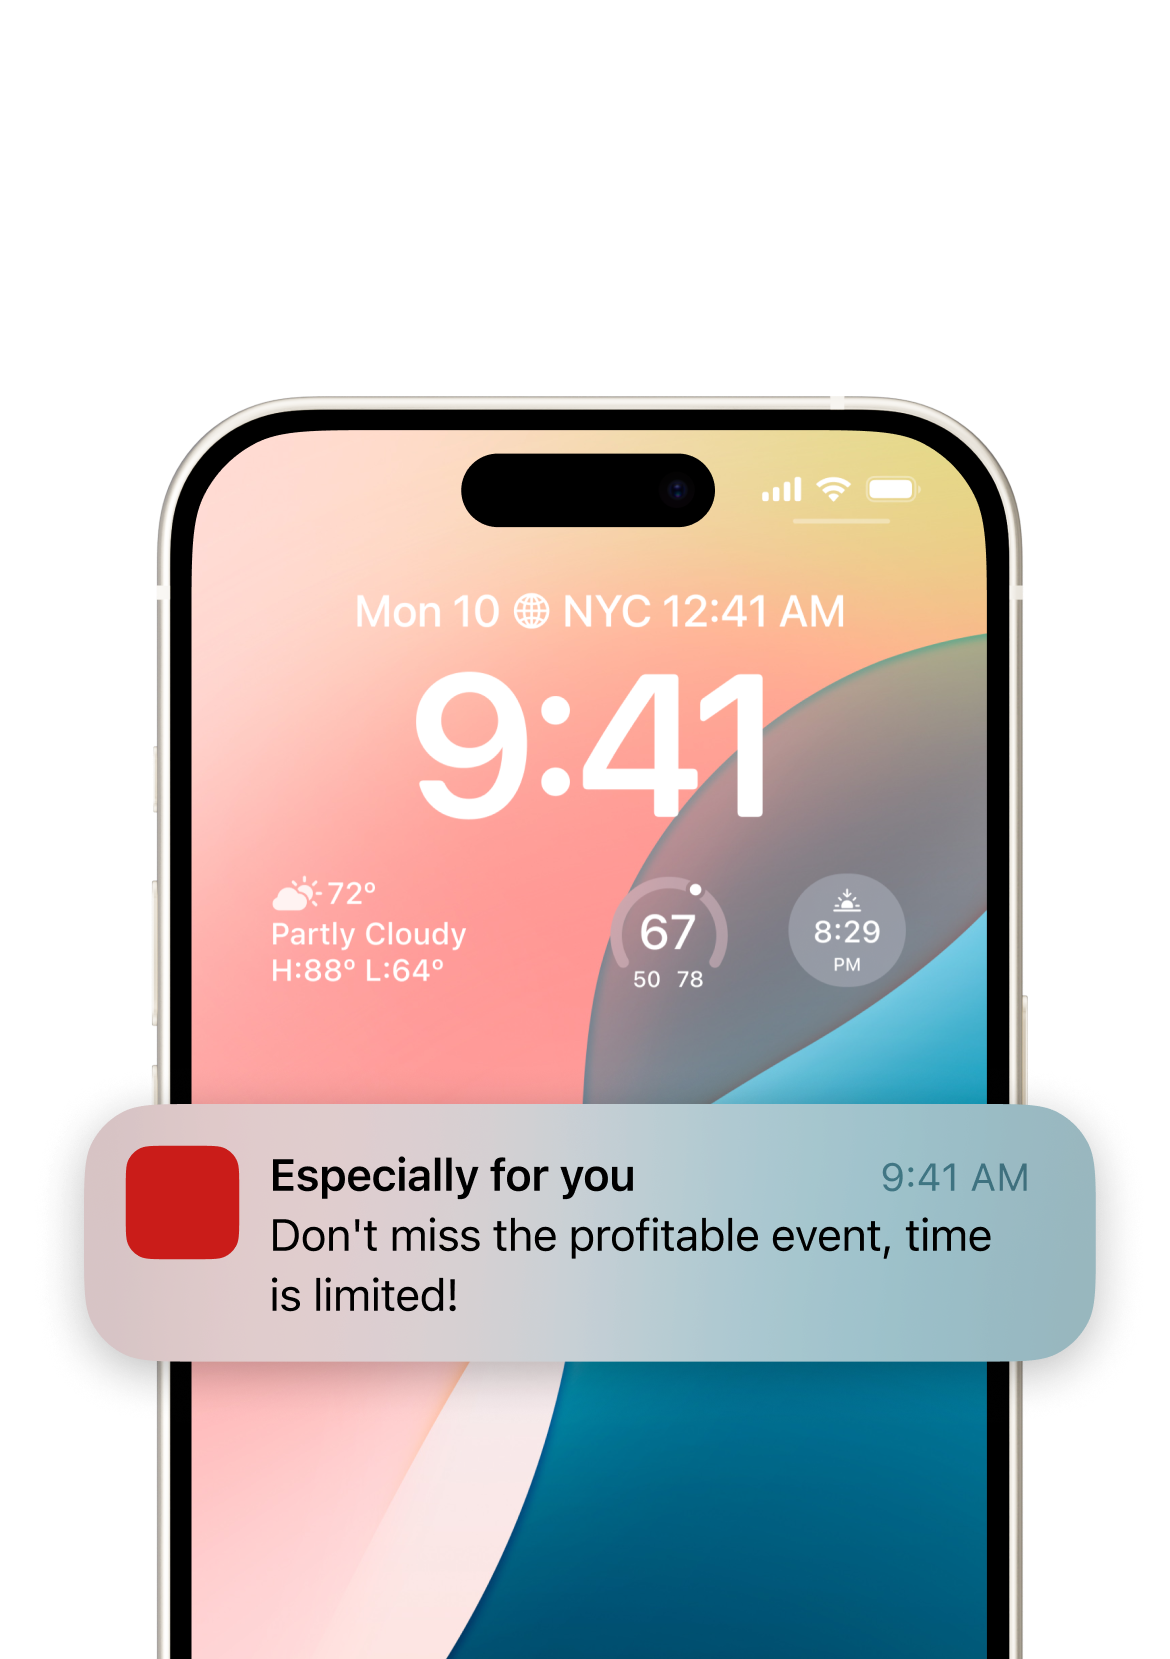 Mon 10 NYC 12:41 AM
9:41
72°
Partly Cloudy
H:88° L:64°
67
50 78
8:29
PM
Especially for you
9:41 AM
Don't miss the profitable event, time
is limited!